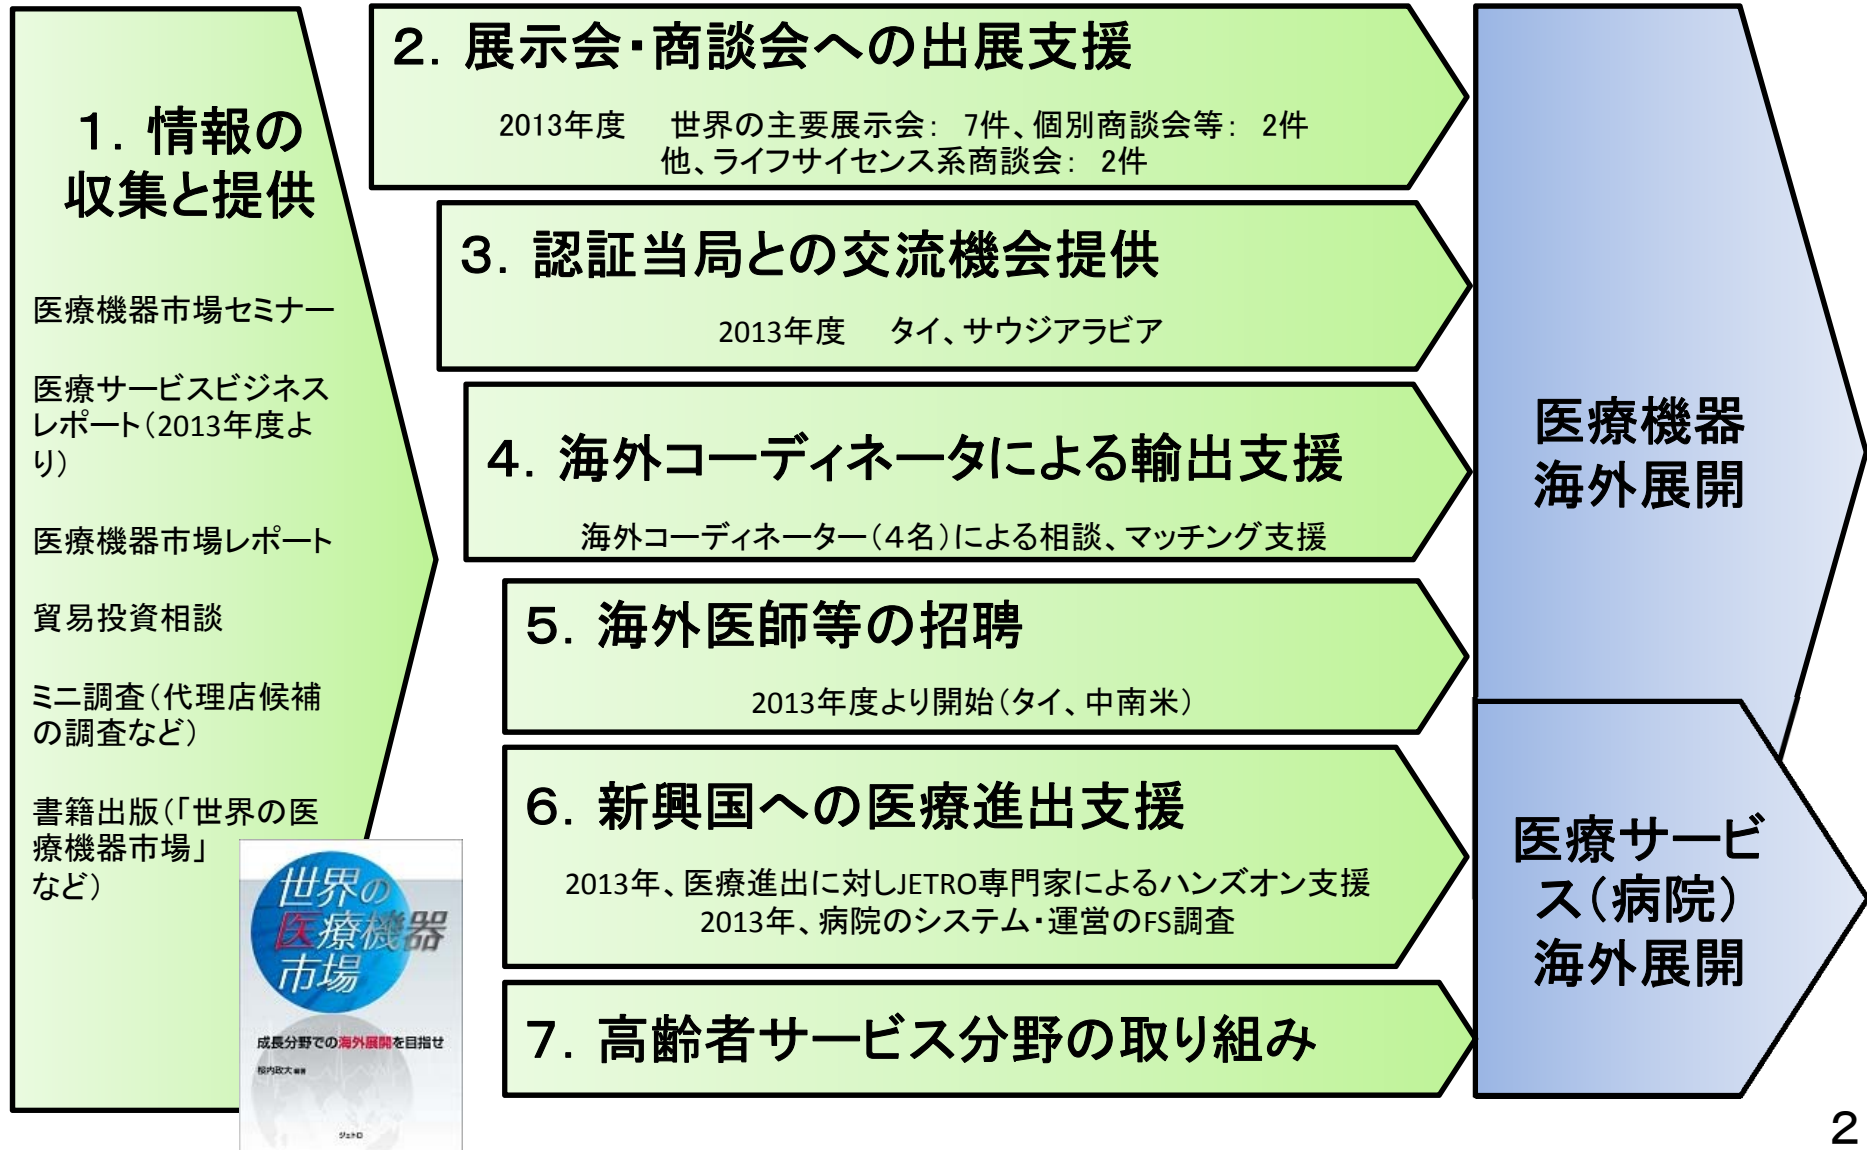 1. 情報の
収集と提供
医療機器市場セミナー
医療サービスビジネス
レポート（2013年度よ
り）
医療機器市場レポート
貿易投資相談
ミニ調査（代理店候補
の調査など）
書籍出版（「世界の医
療機器市場」
など）
世界の
医療機器
市場
成長分野での海外展開を目指せ
ジェトロ
2. 展示会・商談会への出展支援
2013年度　世界の主要展示会： 7件、個別商談会等： 2件
他、ライフサイセンス系商談会： 2件
3. 認証当局との交流機会提供
2013年度　タイ、サウジアラビア
4. 海外コーディネータによる輸出支援
海外コーディネーター（4名）による相談、マッチング支援
5. 海外医師等の招聘
2013年度より開始（タイ、中南米）
6. 新興国への医療進出支援
2013年、医療進出に対しJETRO専門家によるハンズオン支援
2013年、病院のシステム・運営のFS調査
7. 高齢者サービス分野の取り組み
医療機器
海外展開
医療サービ
ス（病院）
海外展開
2